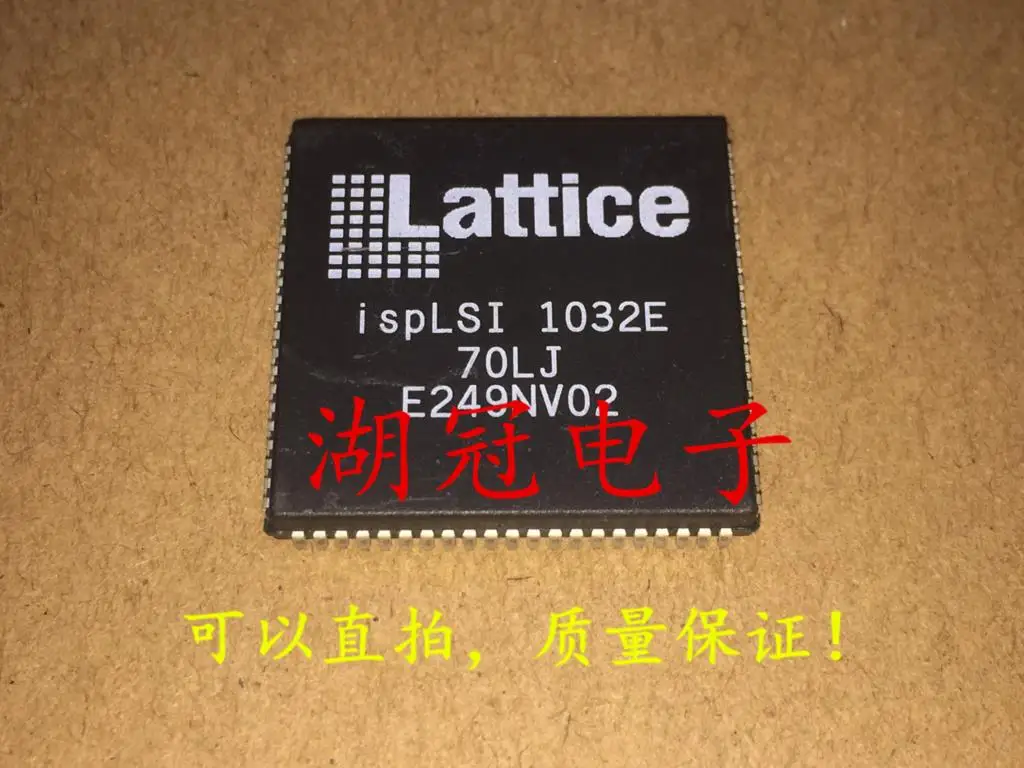 Lattice
ispLSI 1032E
70LJ
E249NV02
湖冠电子
可以直拍，质量保证！